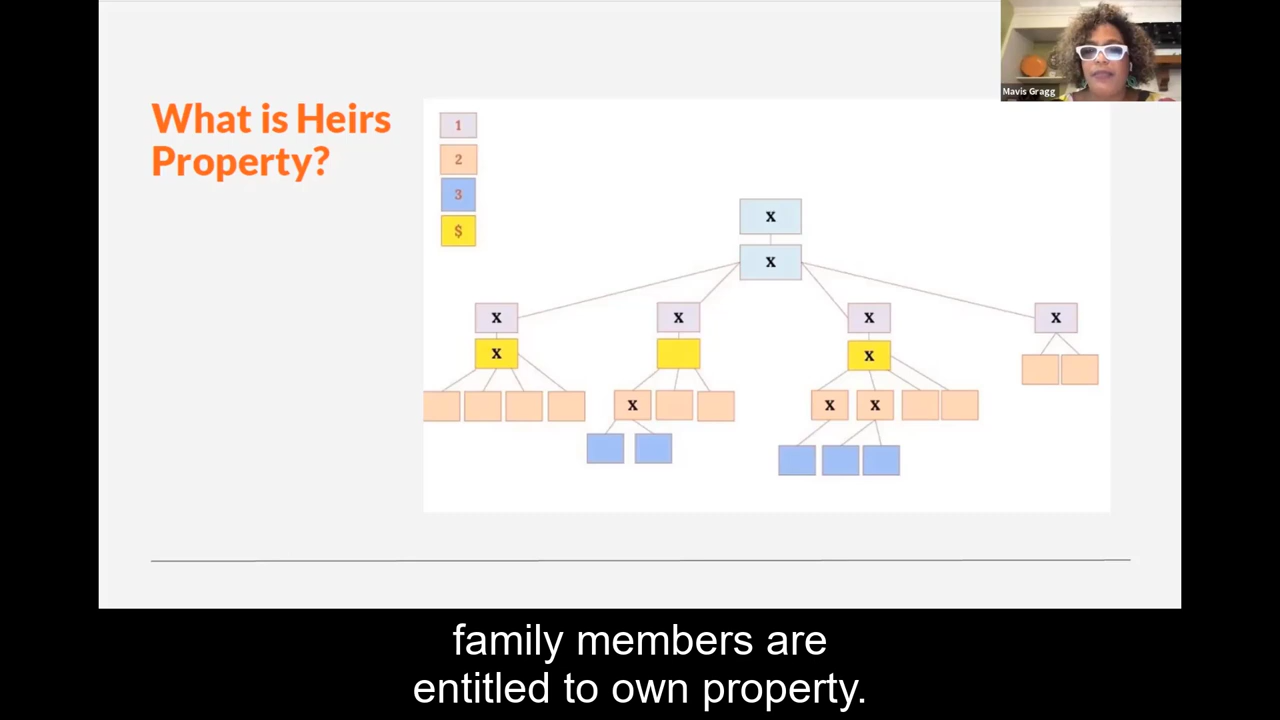 Mavis Gragg
What is Heirs
Property?
1
2
3
$
X
X
X
X
X
X
X
X
X
X
X
family members are
entitled to own property.